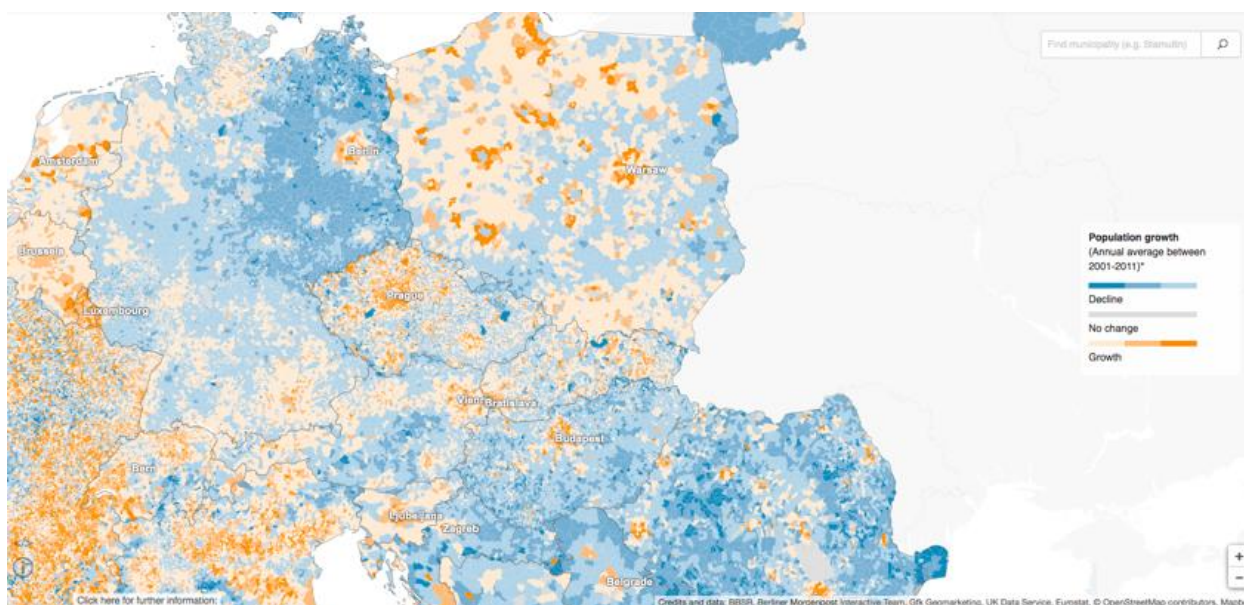 Find municipality (e.g. Stamullin)
Berlin
Amsterdam
Warsaw
Brussels
Population growth
(Annual average between
2001-2011)*
Decline
No change
Growth
Prague
Luxembourg
Vienna
Bratislava
Budapest
Bern
Ljubljana
Zagreb
Belgrade
+
−
Click here for further information:
Credits and data: BBSR, Berliner Morgenpost Interactive Team, GfK Geomarketing, UK Data Service, Eurostat, © OpenStreetMap contributors,